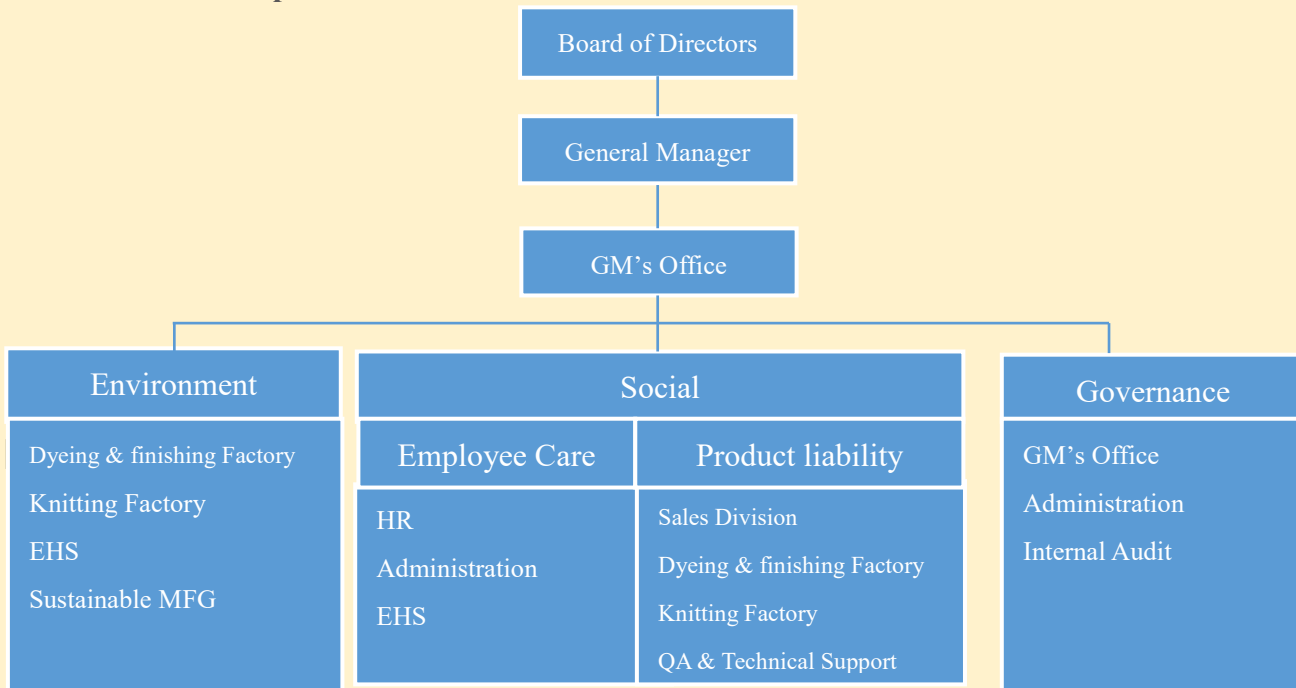 Board of Directors
General Manager
GM’s Office
Environment
Dyeing & finishing Factory
Knitting Factory
EHS
Sustainable MFG
Social
Employee Care
HR
Administration
EHS
Product liability
Sales Division
Dyeing & finishing Factory
Knitting Factory
QA & Technical Support
Governance
GM’s Office
Administration
Internal Audit